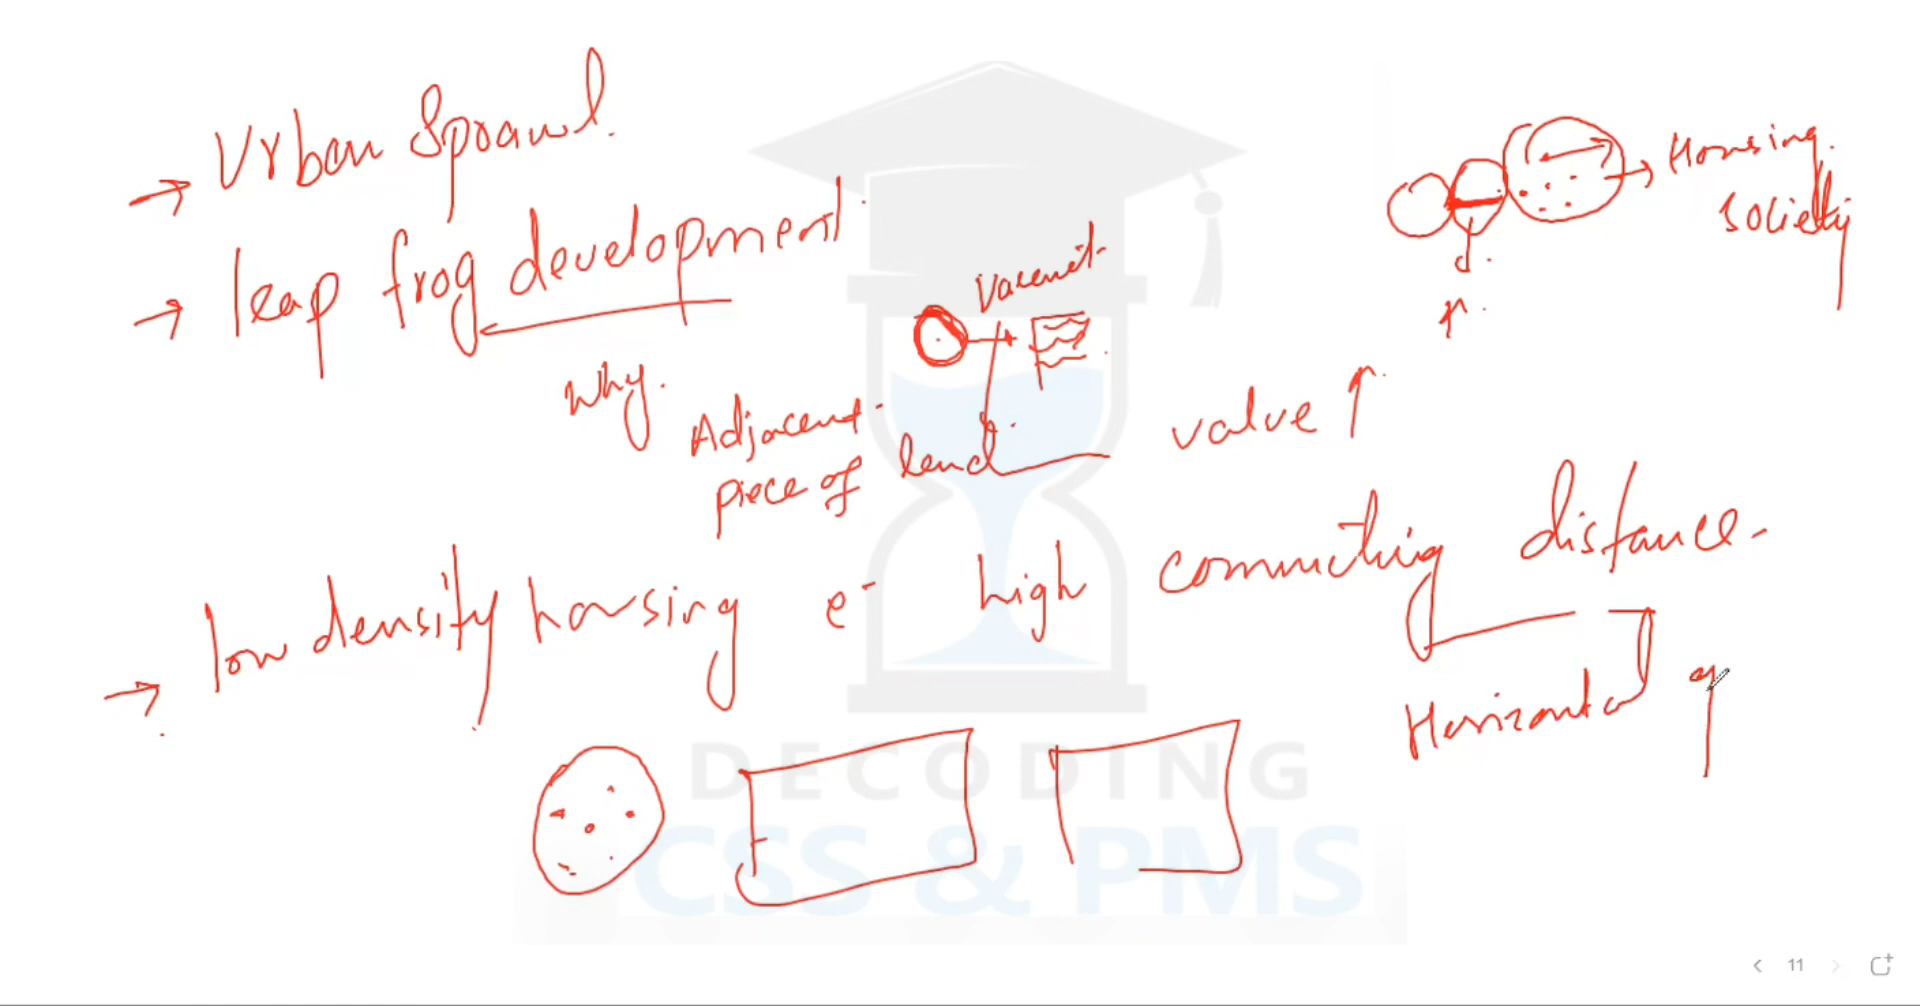 → Urban Sprawl.
→ leap frog development.
Why.
Vacant
Adjacent
piece of land
value ↑
Housing
Society
→ low density housing e- high commuting distance
Horizontal
DECODING
CSS & PMS
11